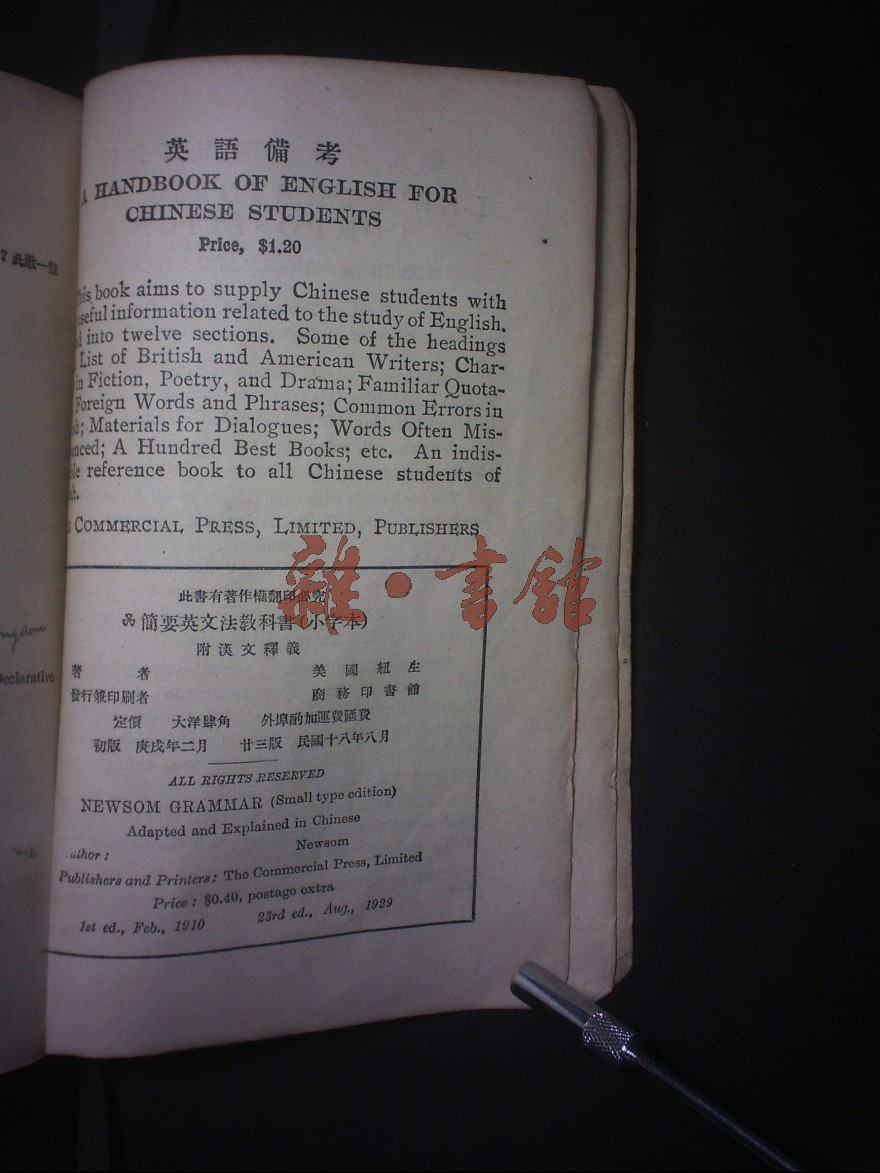 ? 此敵一般
ngdom
Declarative
英語備考
A HANDBOOK OF ENGLISH FOR
CHINESE STUDENTS
Price, $1.20
his book aims to supply Chinese students with
seful information related to the study of English.
d into twelve sections. Some of the headings
List of British and American Writers; Char-
in Fiction, Poetry, and Drama; Familiar Quota-
Foreign Words and Phrases; Common Errors in
sh; Materials for Dialogues; Words Often Mis-
nced; A Hundred Best Books; etc. An indis-
le reference book to all Chinese students of
h.
E COMMERCIAL PRESS, LIMITED, PUBLISHERS
雜·書館
此書有著作權翻印必究
簡要英文法教科書(小字本)
附漢文釋義
著者 美國紐生
發行兼印刷者 商務印書館
定價 大洋肆角 外埠酌加運費匯費
初版 庚戌年二月 廿三版 民國十八年八月
ALL RIGHTS RESERVED
NEWSOM GRAMMAR (Small type edition)
Adapted and Explained in Chinese
uthor: Newsom
Publishers and Printers: The Commercial Press, Limited
Price: $0.40, postage extra
1st ed., Feb., 1910 23rd ed., Aug., 1929